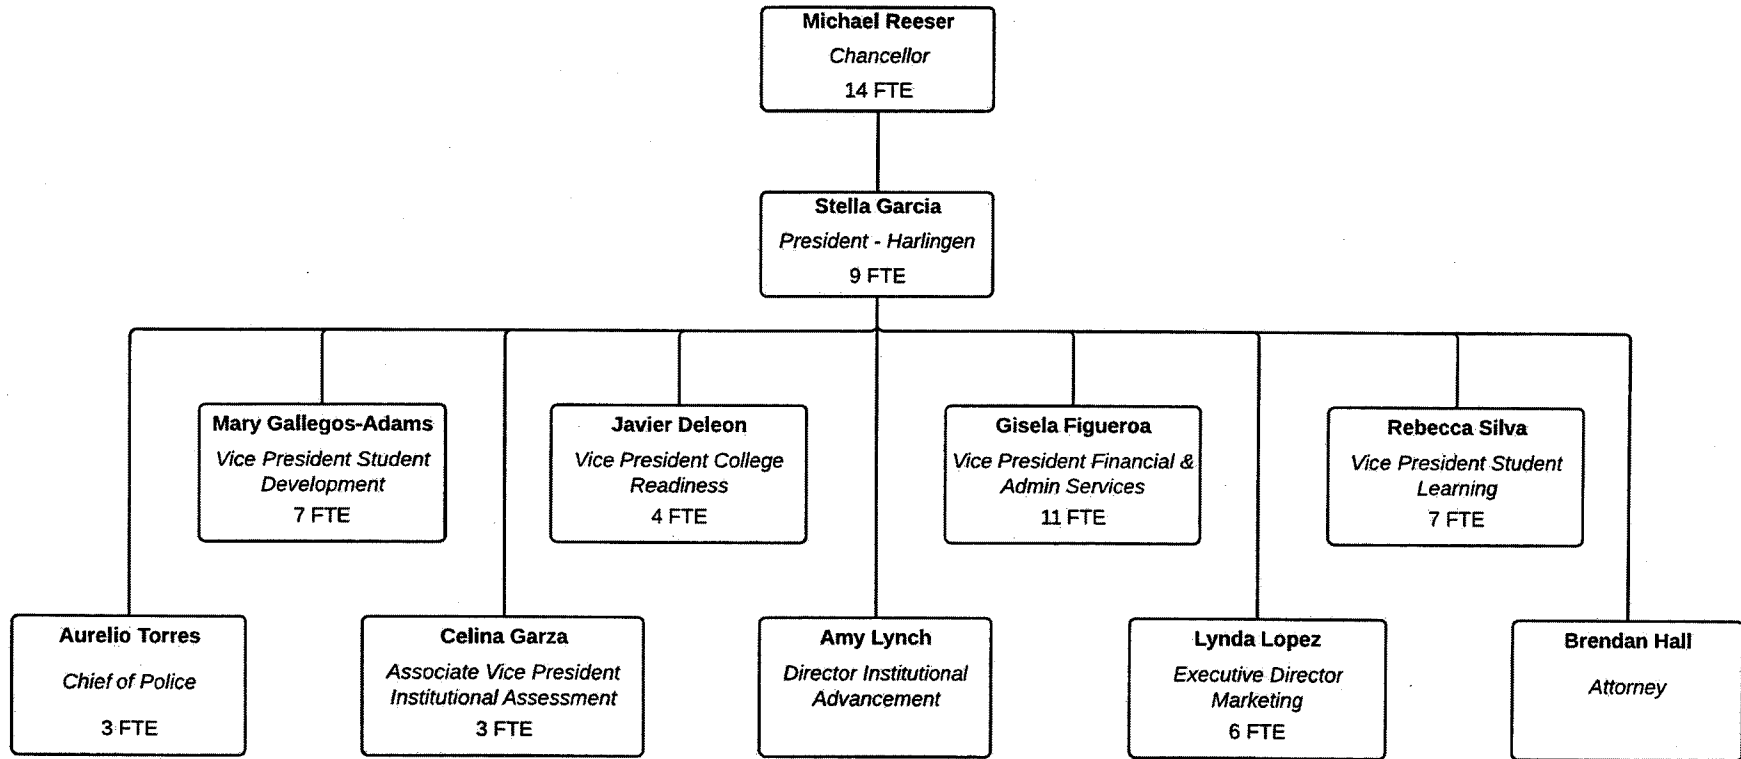 Michael Reeser
Chancellor
14 FTE
Stella Garcia
President - Harlingen
9 FTE
Mary Gallegos-Adams
Vice President Student
Development
7 FTE
Javier Deleon
Vice President College
Readiness
4 FTE
Gisela Figueroa
Vice President Financial &
Admin Services
11 FTE
Rebecca Silva
Vice President Student
Learning
7 FTE
Aurelio Torres
Chief of Police
3 FTE
Celina Garza
Associate Vice President
Institutional Assessment
3 FTE
Amy Lynch
Director Institutional
Advancement
Lynda Lopez
Executive Director
Marketing
6 FTE
Brendan Hall
Attorney